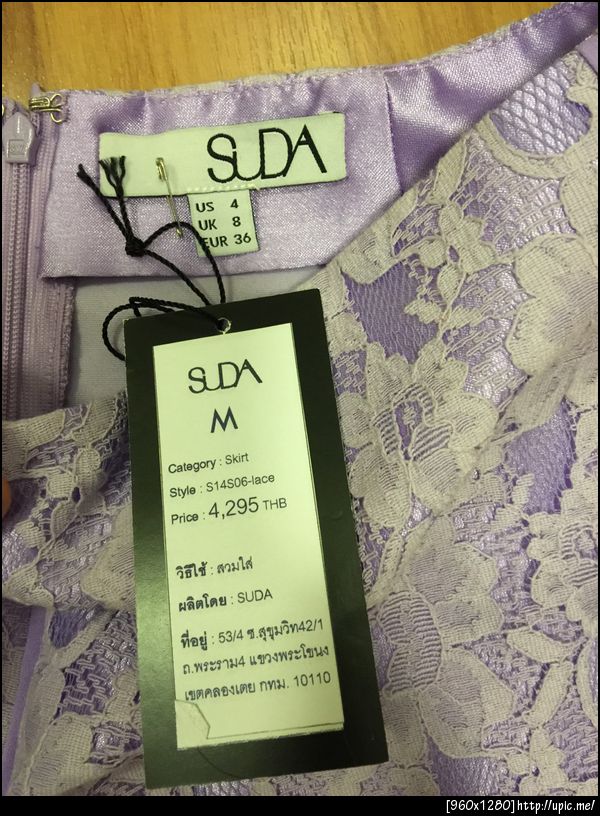 SUDA
US 4
UK 8
EUR 36
SUDA
M
Category : Skirt
Style : S14S06-lace
Price : 4,295 THB
วิธีใช้ : สวมใส่
ผลิตโดย : SUDA
ที่อยู่ : 53/4 ซ.สุขุมวิท42/1
ถ.พระราม4 แขวงพระโขนง
เขตคลองเตย กทม. 10110
[960x1280]http://upic.me/